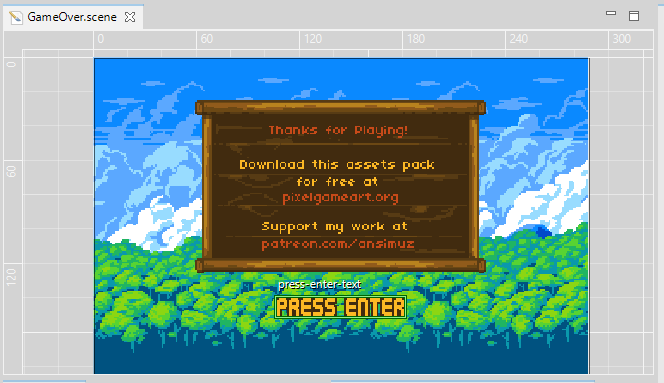 GameOver.scene
0 60 120 180 240 300
0
60
120
Thanks for Playing!
Download this assets pack
for free at
pixelgameart.org
Support my work at
patreon.com/ansimuz
press-enter-text
PRESS ENTER